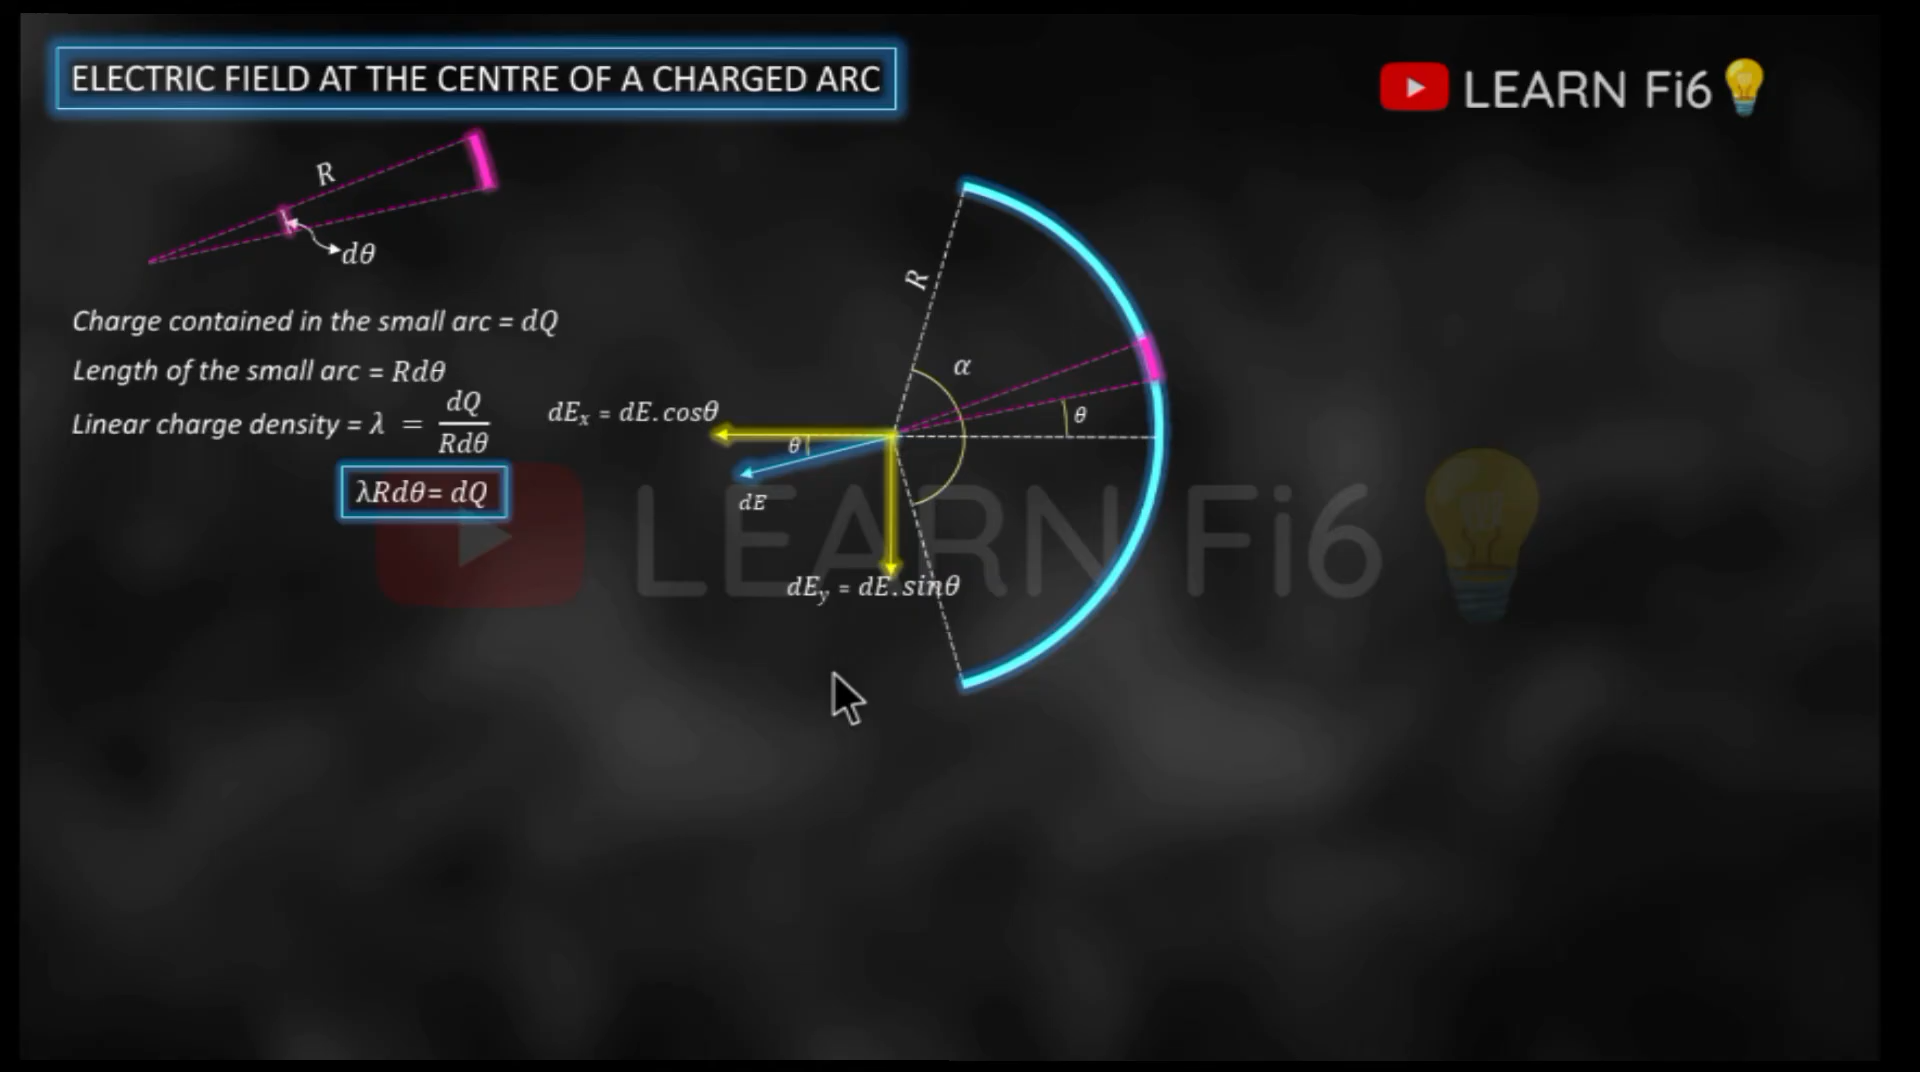 ELECTRIC FIELD AT THE CENTRE OF A CHARGED ARC
LEARN Fi6
R
dθ
Charge contained in the small arc = dQ
Length of the small arc = Rdθ
Linear charge density = λ = dQ/Rdθ
λRdθ= dQ
R
α
θ
dEₓ = dE.cosθ
θ
dE
dEᵧ = dE.sinθ
LEARN Fi6